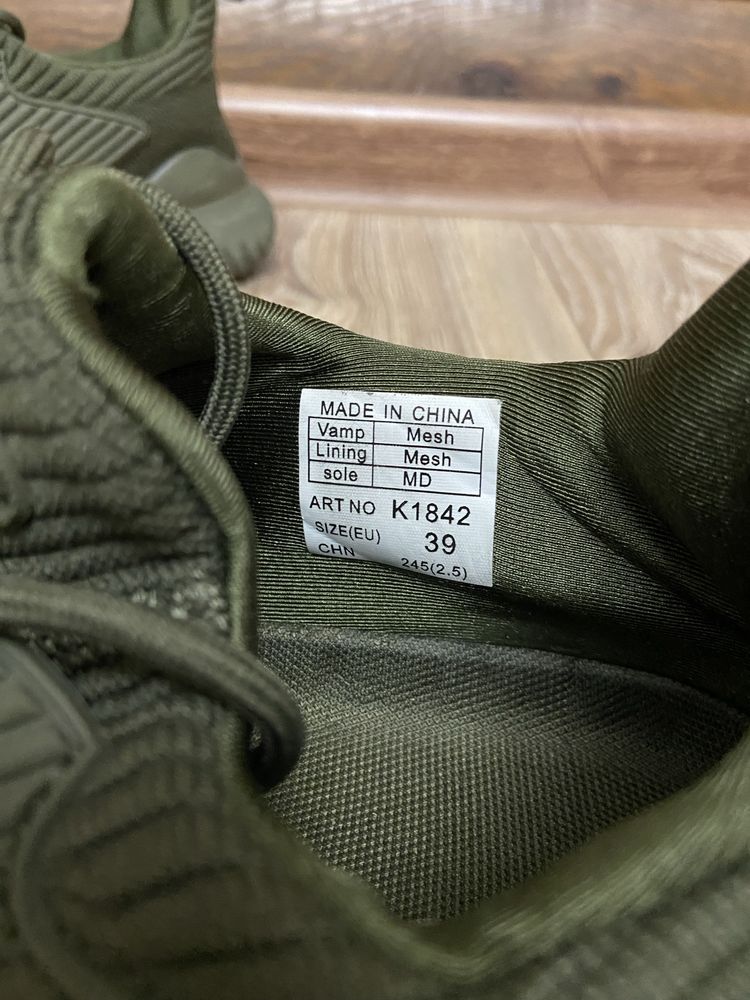 MADE IN CHINA
Vamp Mesh
Lining Mesh
sole MD
ART NO K1842
SIZE(EU) 39
CHN 245(2.5)